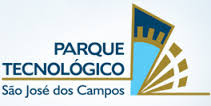 PARQUE
TECNOLÓGICO
São José dos Campos